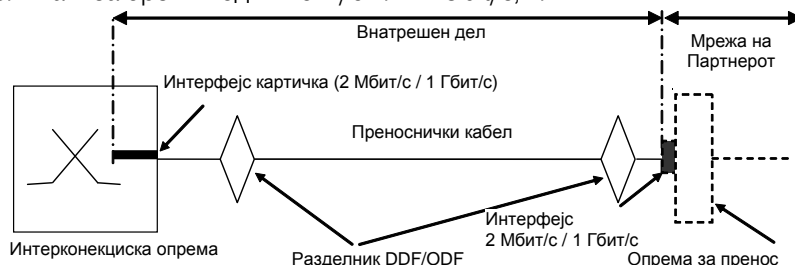 Внатрешен дел
Мрежа на
Партнерот
Интерфејс картичка (2 Мбит/с / 1 Гбит/с)
Преноснички кабел
Интерфејс
2 Мбит/с / 1 Гбит/с
Интерконекциска опрема
Разделник DDF/ODF
Опрема за пренос